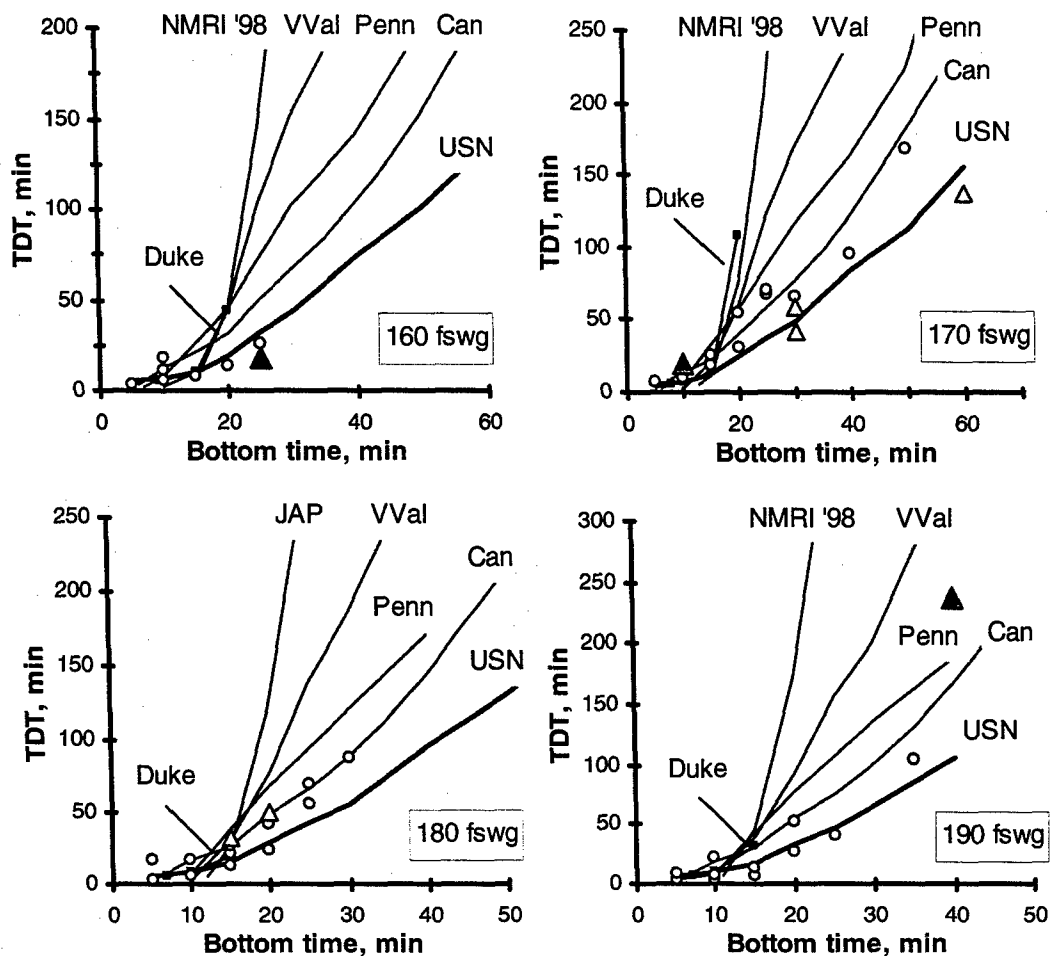 NMRI '98 VVal Penn Can
200
150
100
50
0
TDT, min
USN
Duke
160 fswg
0 20 40 60
Bottom time, min
NMRI '98 VVal Penn
Can
USN
250
200
150
100
50
0
TDT, min
Duke
170 fswg
0 20 40 60
Bottom time, min
JAP VVal
Can
Penn
USN
250
200
150
100
50
0
TDT, min
Duke
180 fswg
0 10 20 30 40 50
Bottom time, min
NMRI '98 VVal
Penn Can
USN
300
250
200
150
100
50
0
TDT, min
Duke
190 fswg
0 10 20 30 40 50
Bottom time, min